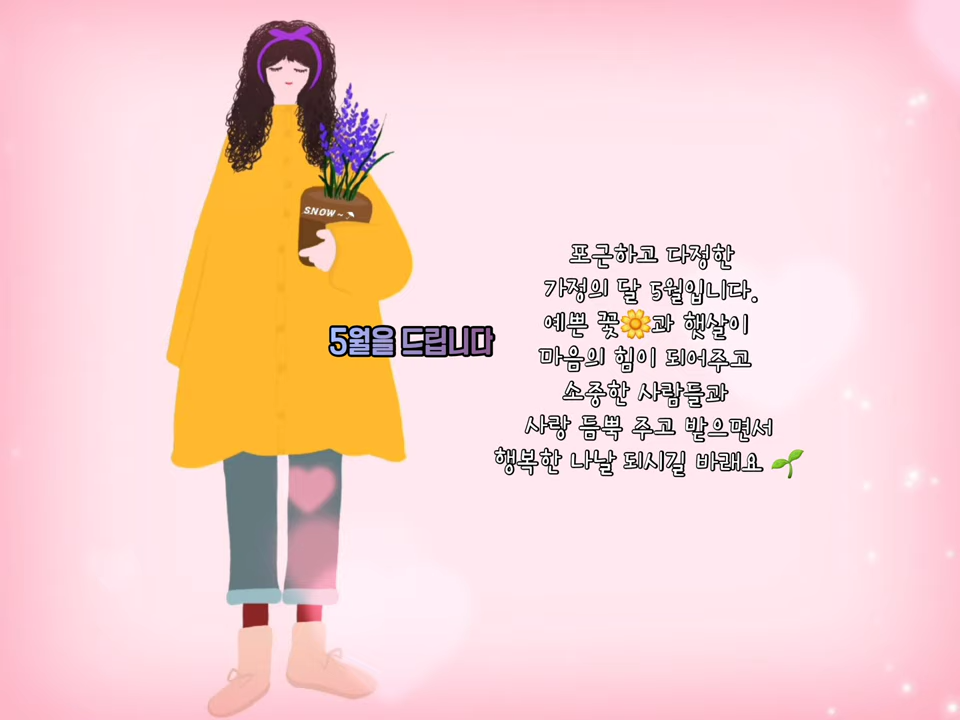 SNOW~
5월을 드립니다
포근하고 다정한
가정의 달 5월입니다.
예쁜 꽃🌼과 햇살이
마음의 힘이 되어주고
소중한 사람들과
사랑 듬뿍 주고 받으면서
행복한 나날 되시길 바래요 🌱